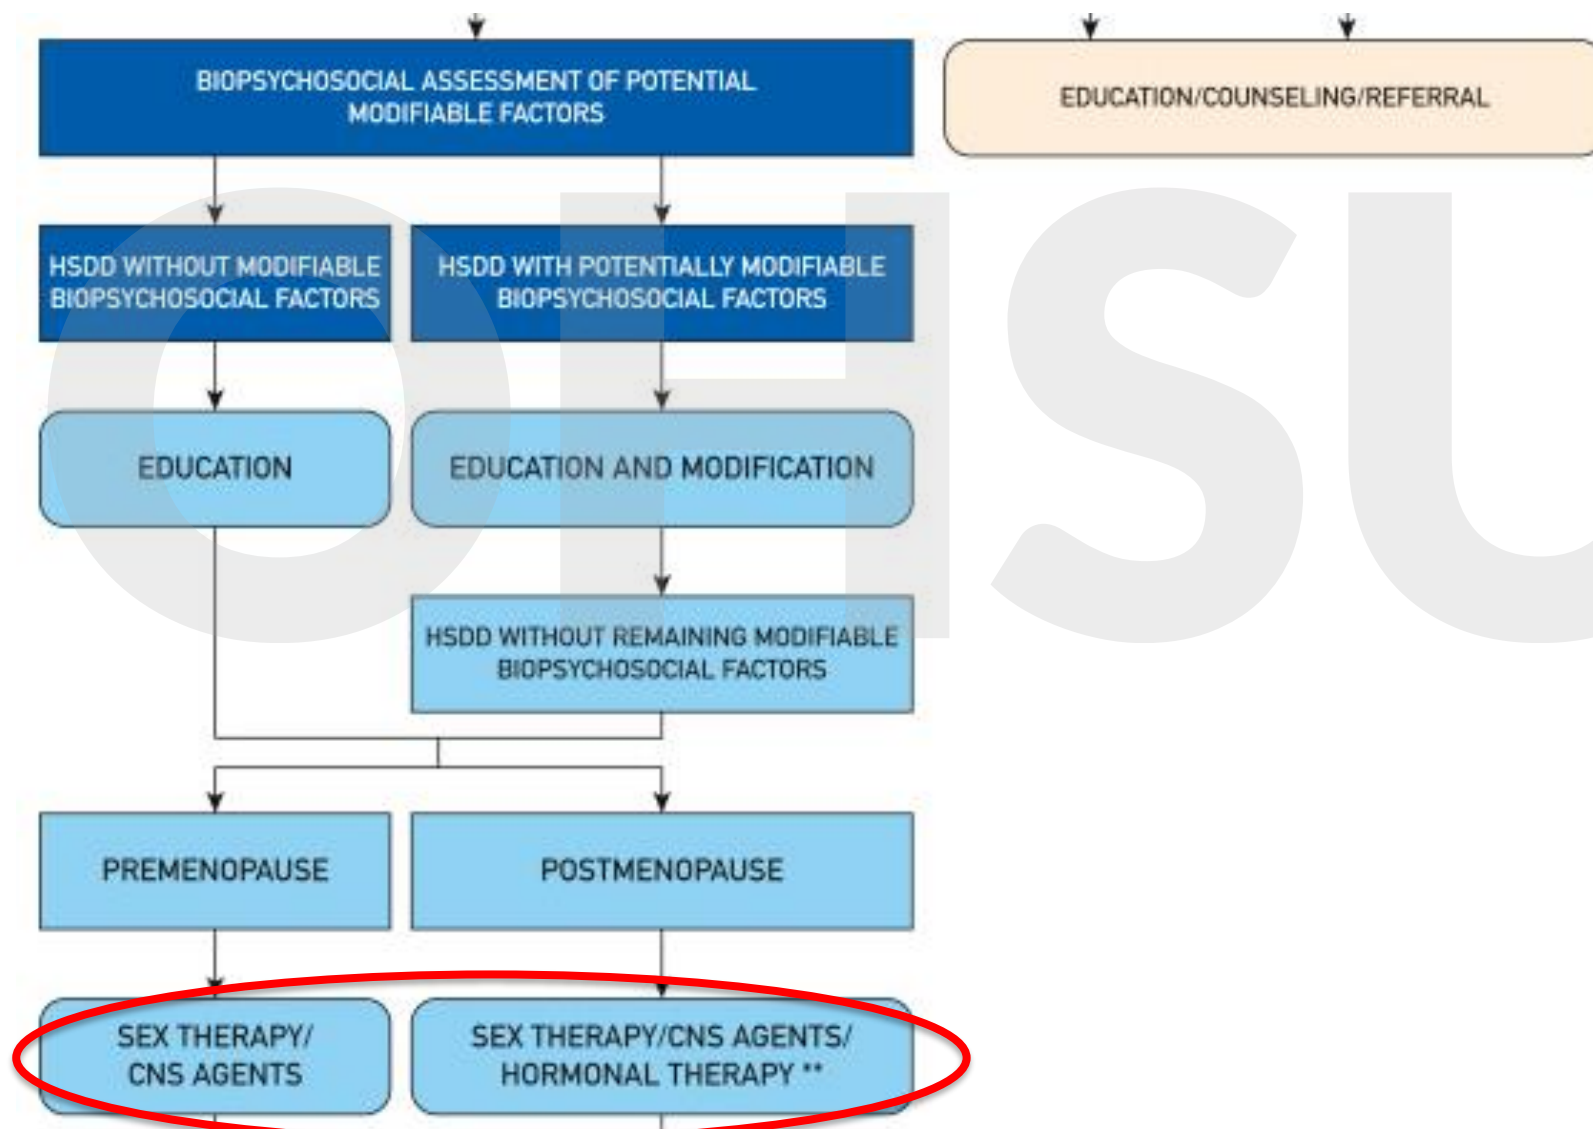 BIOPSYCHOSOCIAL ASSESSMENT OF POTENTIAL
MODIFIABLE FACTORS
EDUCATION/COUNSELING/REFERRAL
HSDD WITHOUT MODIFIABLE
BIOPSYCHOSOCIAL FACTORS
HSDD WITH POTENTIALLY MODIFIABLE
BIOPSYCHOSOCIAL FACTORS
OHSU
EDUCATION
EDUCATION AND MODIFICATION
HSDD WITHOUT REMAINING MODIFIABLE
BIOPSYCHOSOCIAL FACTORS
PREMENOPAUSE
POSTMENOPAUSE
SEX THERAPY/
CNS AGENTS
SEX THERAPY/CNS AGENTS/
HORMONAL THERAPY **